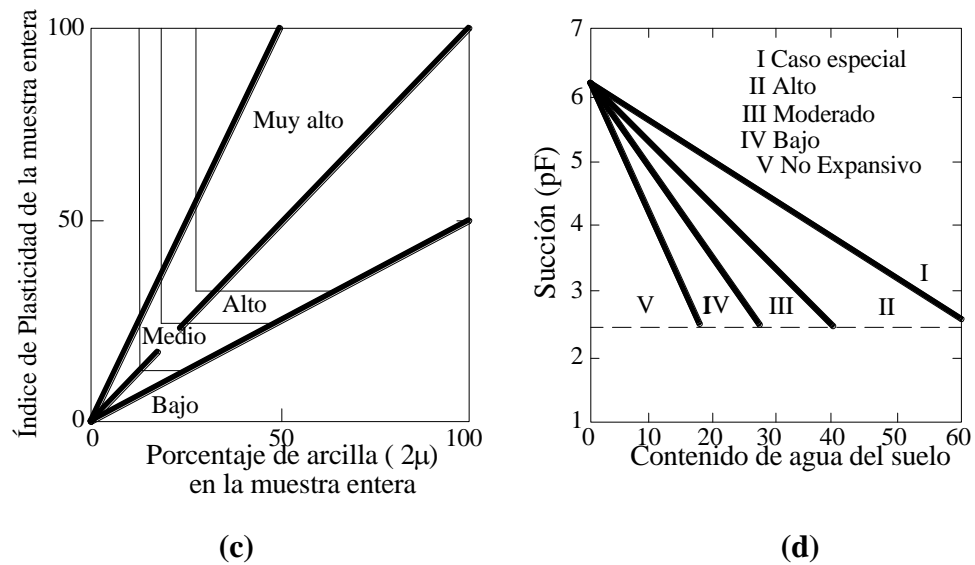 Índice de Plasticidad de la muestra entera
100
50
0
Muy alto
Alto
Medio
Bajo
0
50
100
Porcentaje de arcilla ( 2μ)
en la muestra entera
(c)
Succión (pF)
7
6
5
4
3
2
1
I Caso especial
II Alto
III Moderado
IV Bajo
V No Expansivo
I
V
IV
III
II
0
10
20
30
40
50
60
Contenido de agua del suelo
(d)